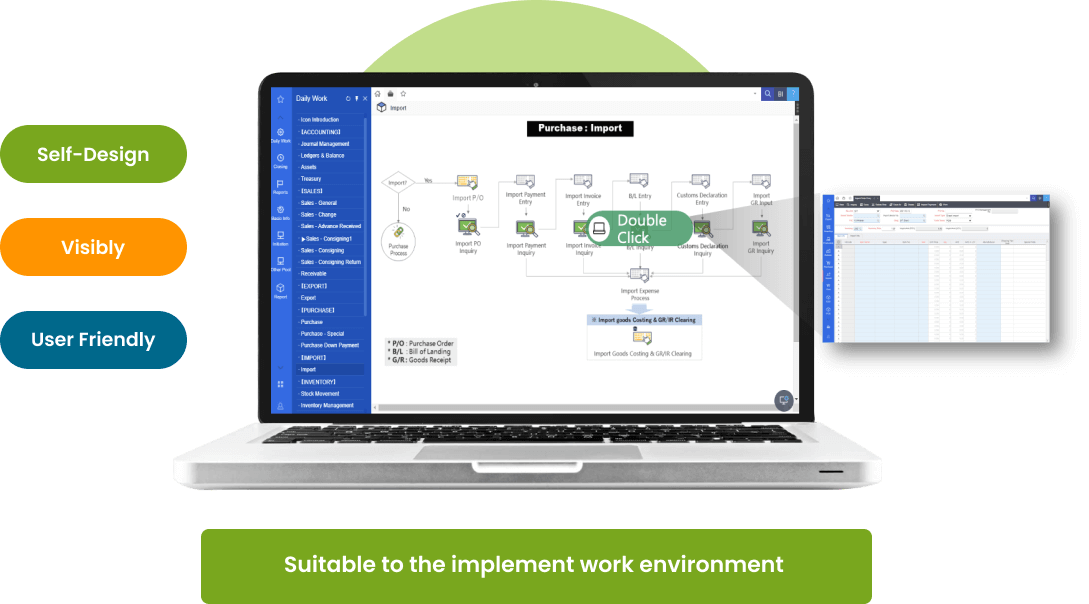 Self-Design
Visibly
User Friendly
Daily Work
Daily Work
Closing
Reports
Basic Info
Initiation
Other Prod
Report
- Icon Introduction
- [ACCOUNTING]
- Journal Management
- Ledgers & Balance
- Assets
- Treasury
- [SALES]
- Sales - General
- Sales - Change
- Sales - Advance Received
▶Sales - Consigning1
- Sales - Consigning
- Sales - Consigning Return
- Receivable
- [EXPORT]
- Export
- [PURCHASE]
- Purchase
- Purchase - Special
- Purchase Down Payment
- [IMPORT]
- Import
- [INVENTORY]
- Stock Movement
- Inventory Management
Import
Purchase : Import
Import?
Yes
No
Purchase
Process
Import P/O
Import Payment
Entry
Import Invoice
Entry
B/L Entry
Customs Declaration
Entry
Import
GR Input
Import PO
Inquiry
Import Payment
Inquiry
Import Invoice
Inquiry
B/L Inquiry
Customs Declaration
Inquiry
Import
GR Inquiry
Double
Click
Import Expense
Process
Import goods Costing & GR/IR Clearing
Import Goods Costing & GR/IR Clearing
* P/O : Purchase Order
* B/L : Bill of Landing
* G/R : Goods Receipt
Suitable to the implement work environment